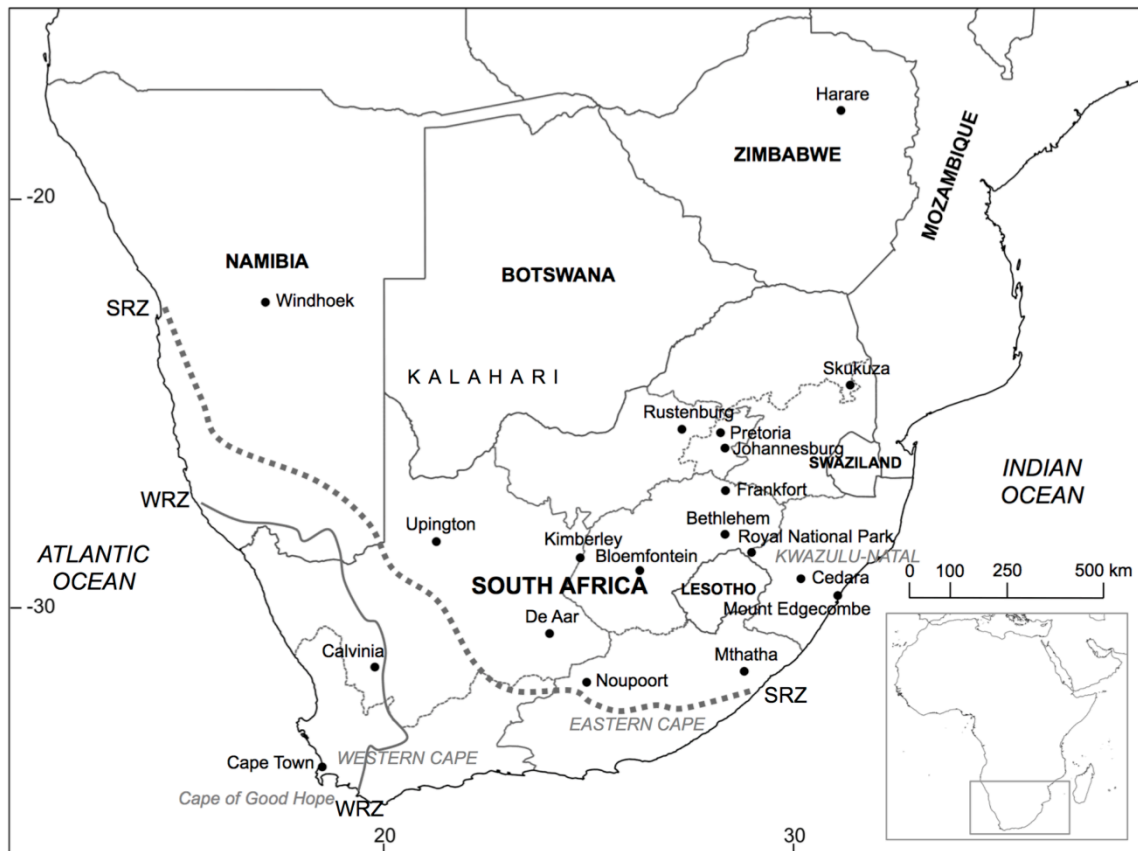 Harare
ZIMBABWE
MOZAMBIQUE
-20
NAMIBIA
BOTSWANA
Windhoek
SRZ
KALAHARI
Skukuza
Rustenburg
Pretoria
Johannesburg
SWAZILAND
INDIAN
OCEAN
WRZ
Frankfort
Upington
Bethlehem
Kimberley
Royal National Park
ATLANTIC
OCEAN
Bloemfontein
KWAZULU-NATAL
SOUTH AFRICA
LESOTHO
Cedara
0 100 250 500 km
-30
Mount Edgecombe
De Aar
Calvinia
Mthatha
Noupoort
SRZ
EASTERN CAPE
WESTERN CAPE
Cape Town
Cape of Good Hope
WRZ
20
30